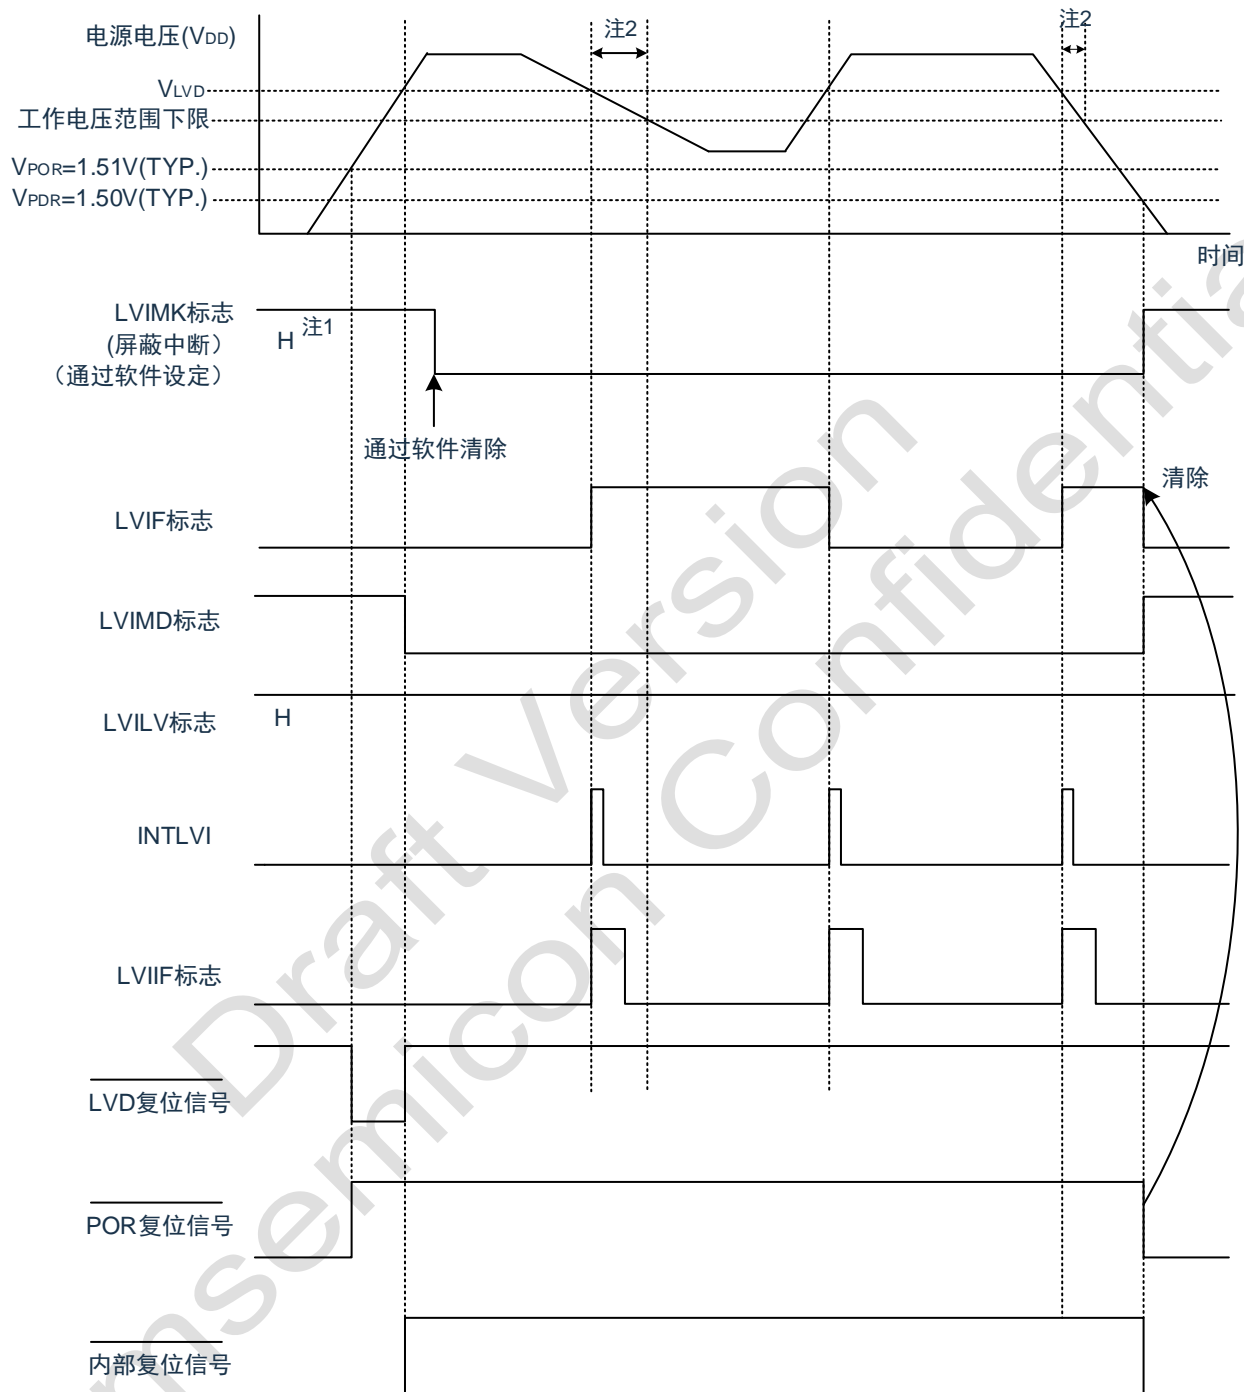 电源电压(VDD)
注2
注2
VLVD
工作电压范围下限
VPOR=1.51V(TYP.)
VPDR=1.50V(TYP.)
时间
LVIMK标志
(屏蔽中断）
（通过软件设定）
H 注1
通过软件清除
清除
LVIF标志
LVIMD标志
LVILV标志
H
INTLVI
LVIIF标志
LVD复位信号
POR复位信号
内部复位信号
Draft Version
msemicon Confidentia